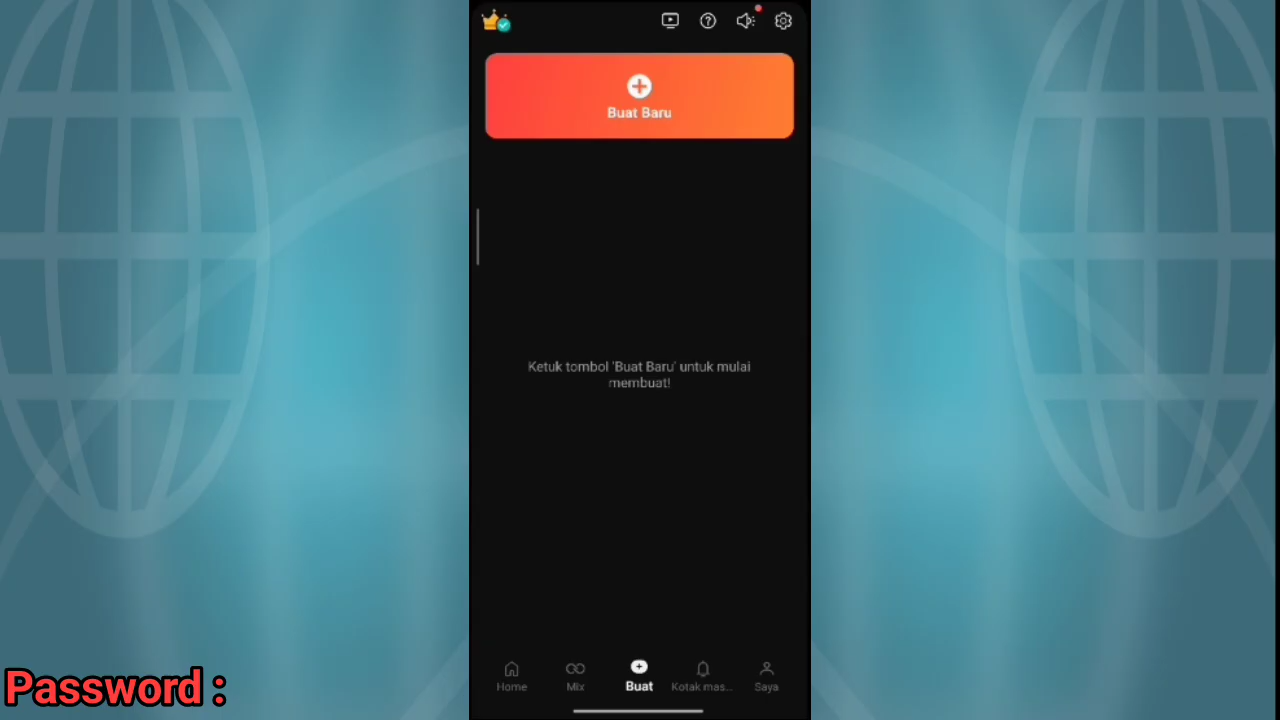 Buat Baru
Ketuk tombol 'Buat Baru' untuk mulai
membuat!
Home
Mix
Buat
Kotak mas...
Saya
Password :